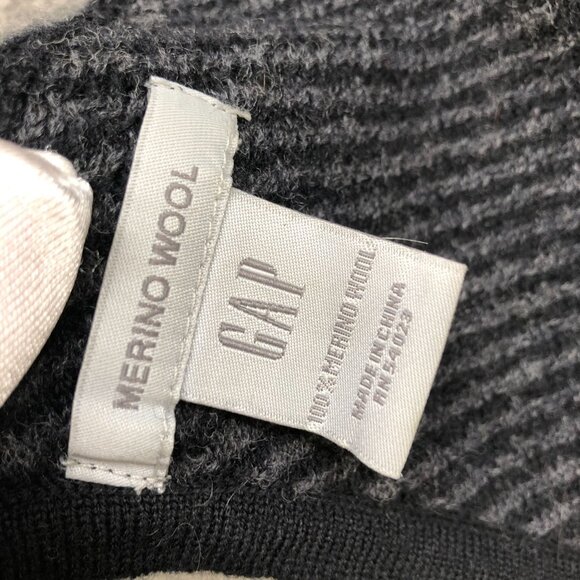 MERINO WOOL
GAP
100% MERINO WOOL
MADE IN CHINA
RN 54023